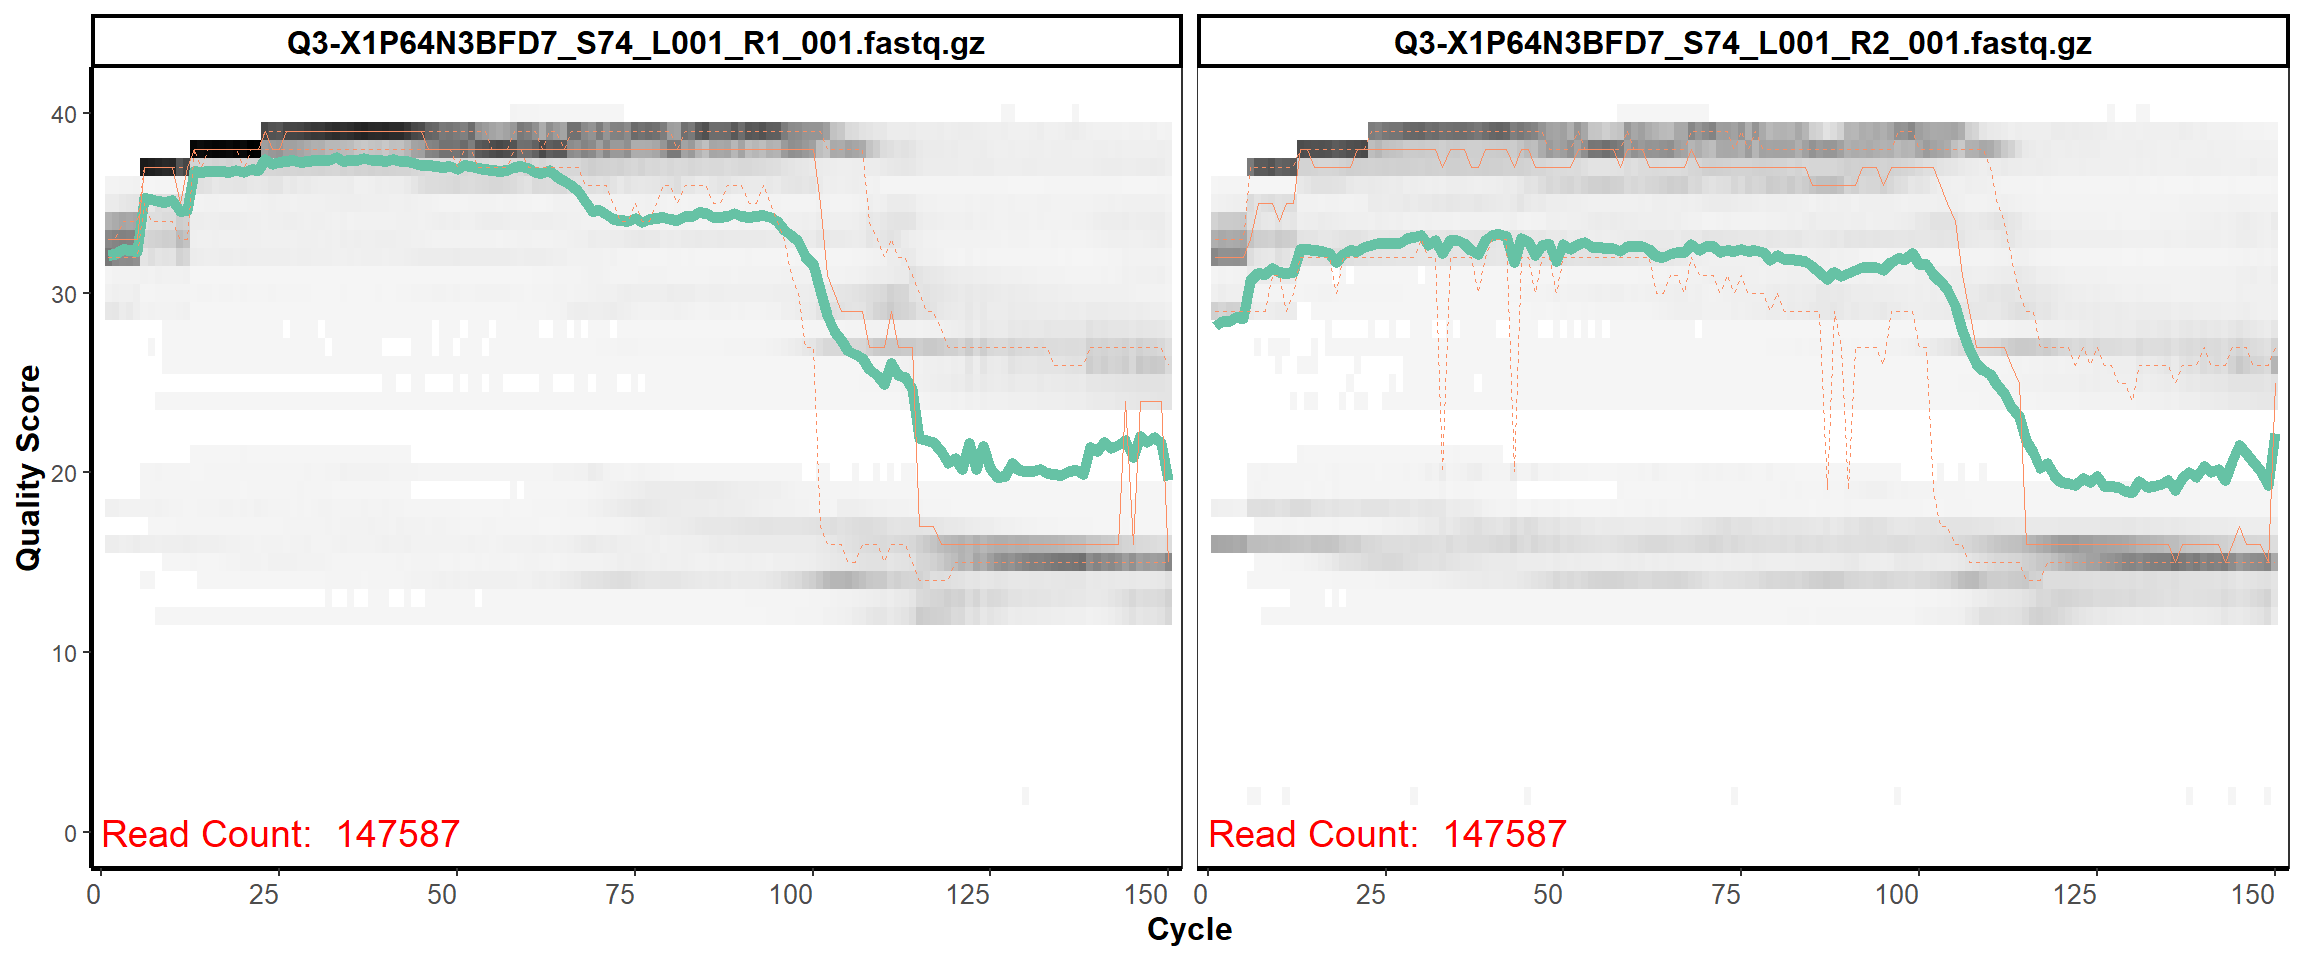 Q3-X1P64N3BFD7_S74_L001_R1_001.fastq.gz
Q3-X1P64N3BFD7_S74_L001_R2_001.fastq.gz
40
30
20
10
0
Quality Score
Read Count: 147587
Read Count: 147587
0 25 50 75 100 125 150
0 25 50 75 100 125 150
Cycle